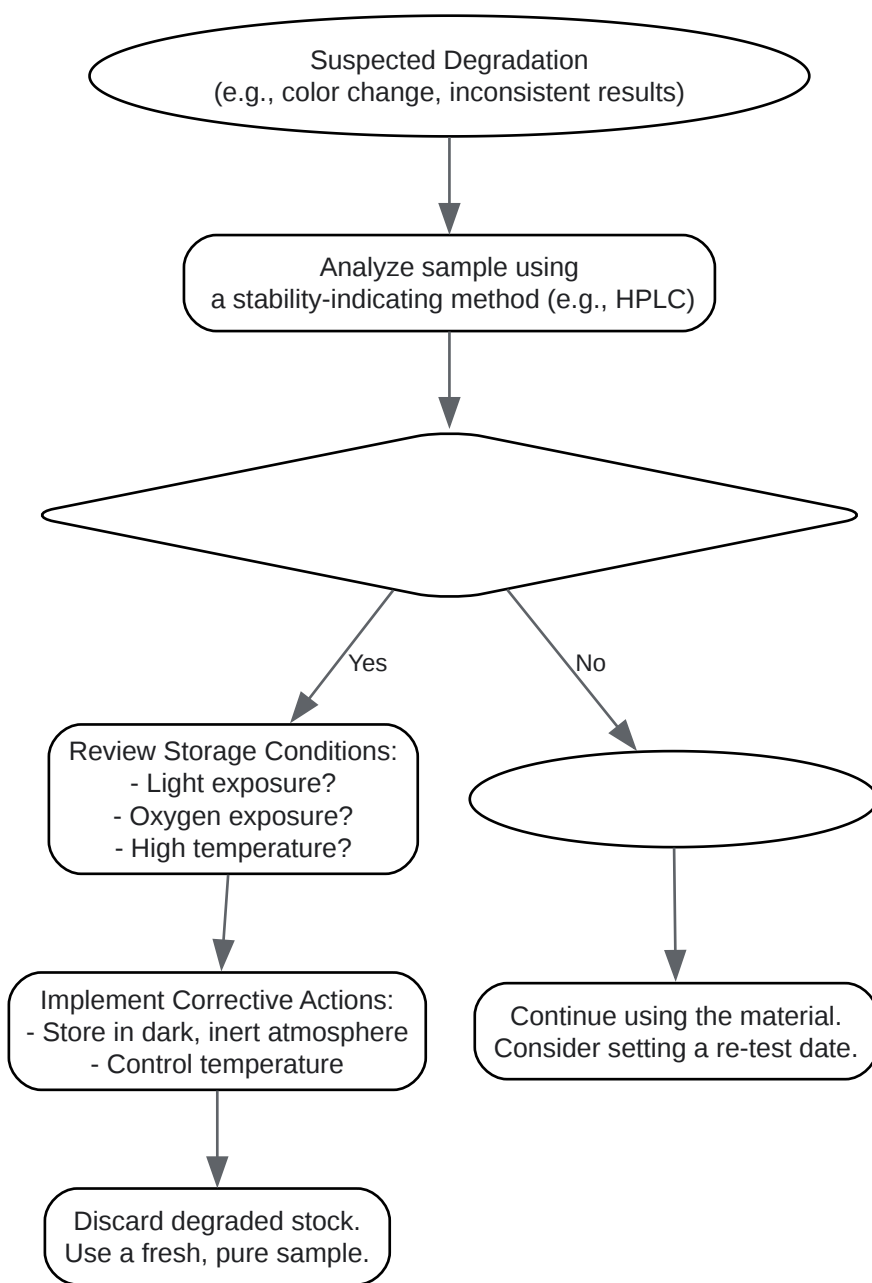 Suspected Degradation
(e.g., color change, inconsistent results)
Analyze sample using
a stability-indicating method (e.g., HPLC)
Yes
No
Review Storage Conditions:
- Light exposure?
- Oxygen exposure?
- High temperature?
Implement Corrective Actions:
- Store in dark, inert atmosphere
- Control temperature
Continue using the material.
Consider setting a re-test date.
Discard degraded stock.
Use a fresh, pure sample.